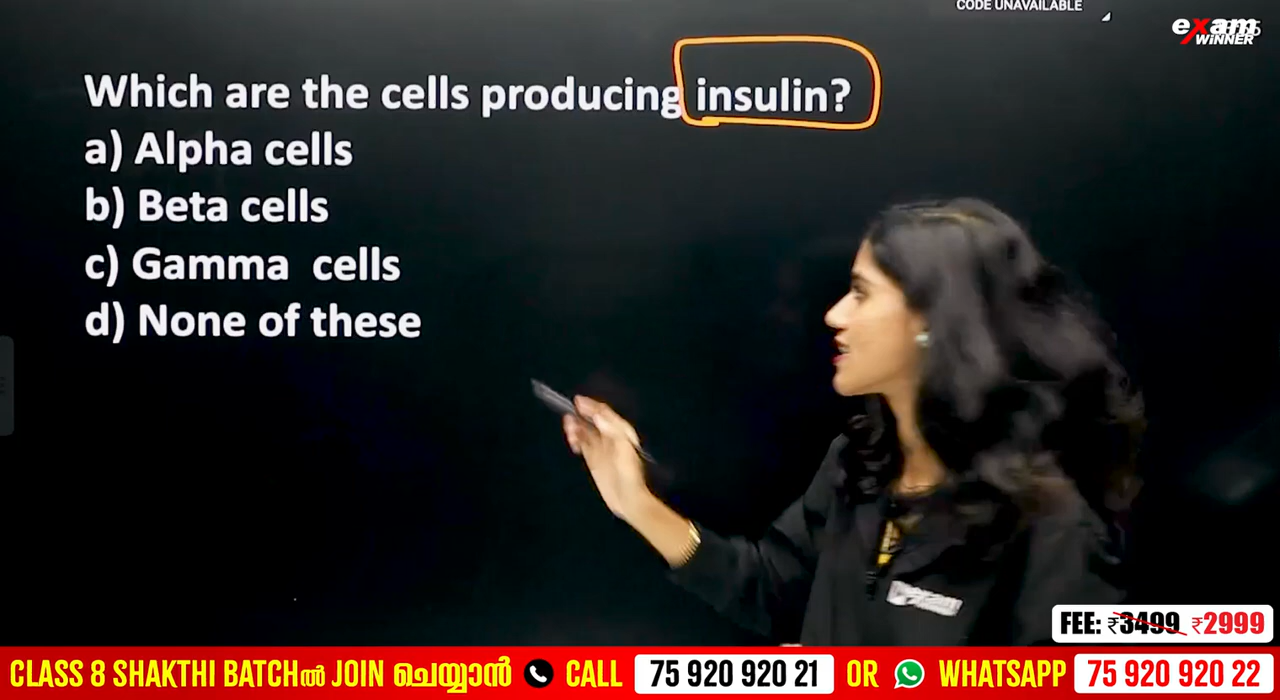 CODE UNAVAILABLE
exam
WiNNER
Which are the cells producing insulin?
a) Alpha cells
b) Beta cells
c) Gamma  cells
d) None of these
FEE: ₹3499 ₹2999
CLASS 8 SHAKTHI BATCHൽ JOIN ചെയ്യാൻ CALL 75 920 920 21 OR WHATSAPP 75 920 920 22